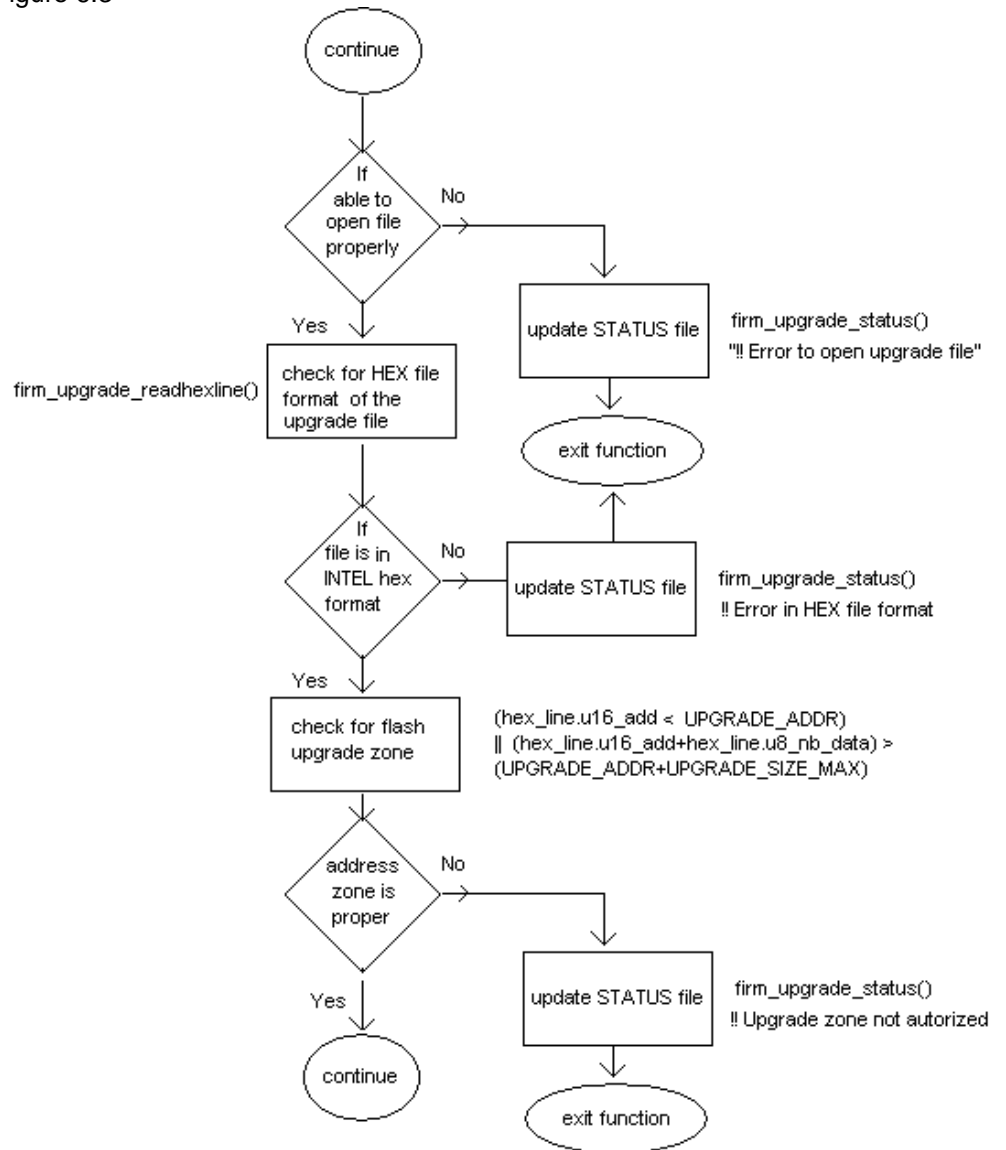 continue
If
able to
open file
properly
No
Yes
update STATUS file
firm_upgrade_status()
"!! Error to open upgrade file"
firm_upgrade_readhexline()
check for HEX file
format of the
upgrade file
exit function
If
file is in
INTEL hex
format
No
Yes
update STATUS file
firm_upgrade_status()
!! Error in HEX file format
check for flash
upgrade zone
(hex_line.u16_add < UPGRADE_ADDR)
|| (hex_line.u16_add+hex_line.u8_nb_data) >
(UPGRADE_ADDR+UPGRADE_SIZE_MAX)
address
zone is
proper
No
Yes
update STATUS file
firm_upgrade_status()
!! Upgrade zone not autorized
continue
exit function